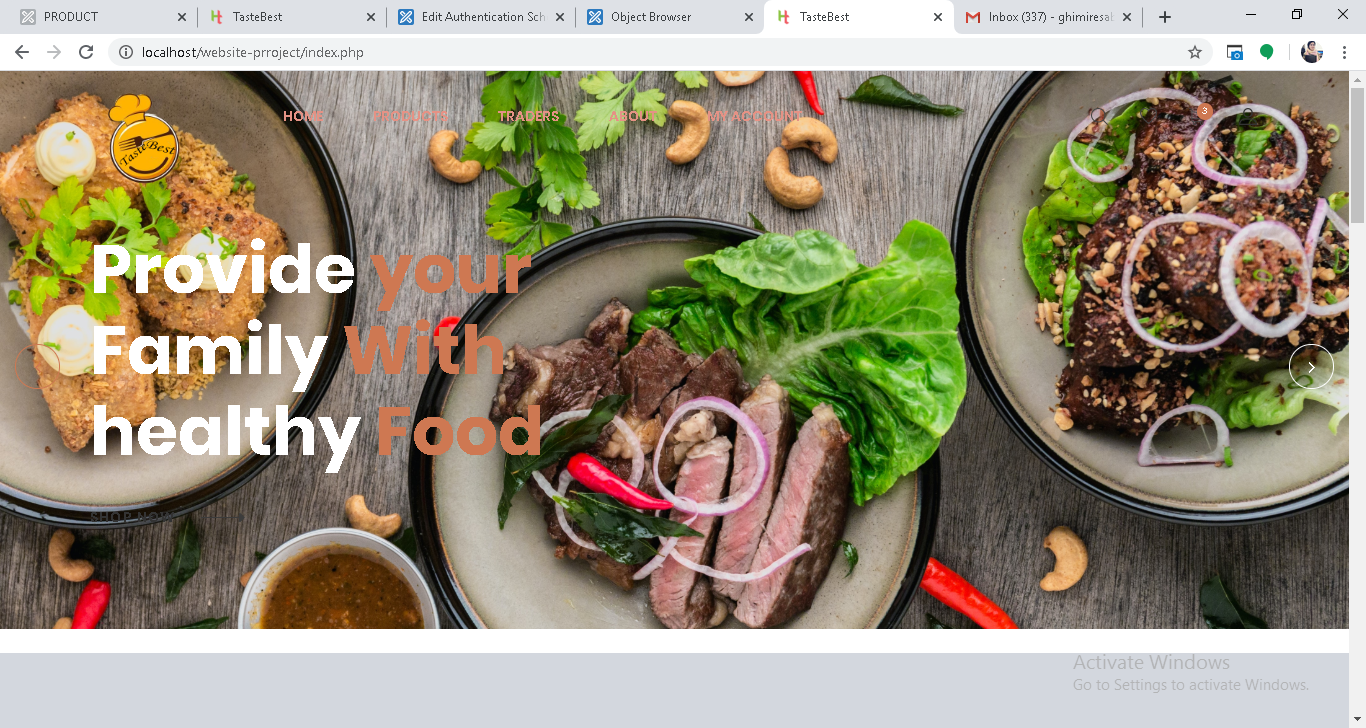 PRODUCT
TasteBest
Edit Authentication Sch
Object Browser
TasteBest
Inbox (337) - ghimiresal
localhost/website-prroject/index.php
TasteBest
HOME
PRODUCTS
TRADERS
ABOUT
MY ACCOUNT
3
Provide your
Family With
healthy Food
SHOP NOW
Activate Windows
Go to Settings to activate Windows.